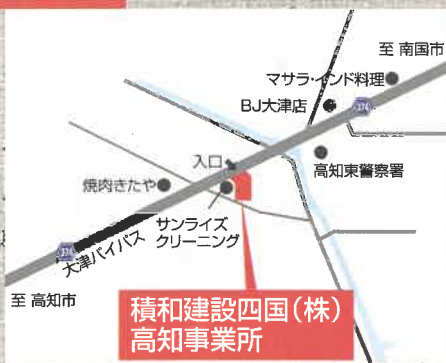 至 南国市
マサラ・インド料理
BJ大津店
374
入口
高知東警察署
焼肉きたや
サンライズ
クリーニング
374
大津バイパス
至 高知市
積和建設四国(株)
高知事業所